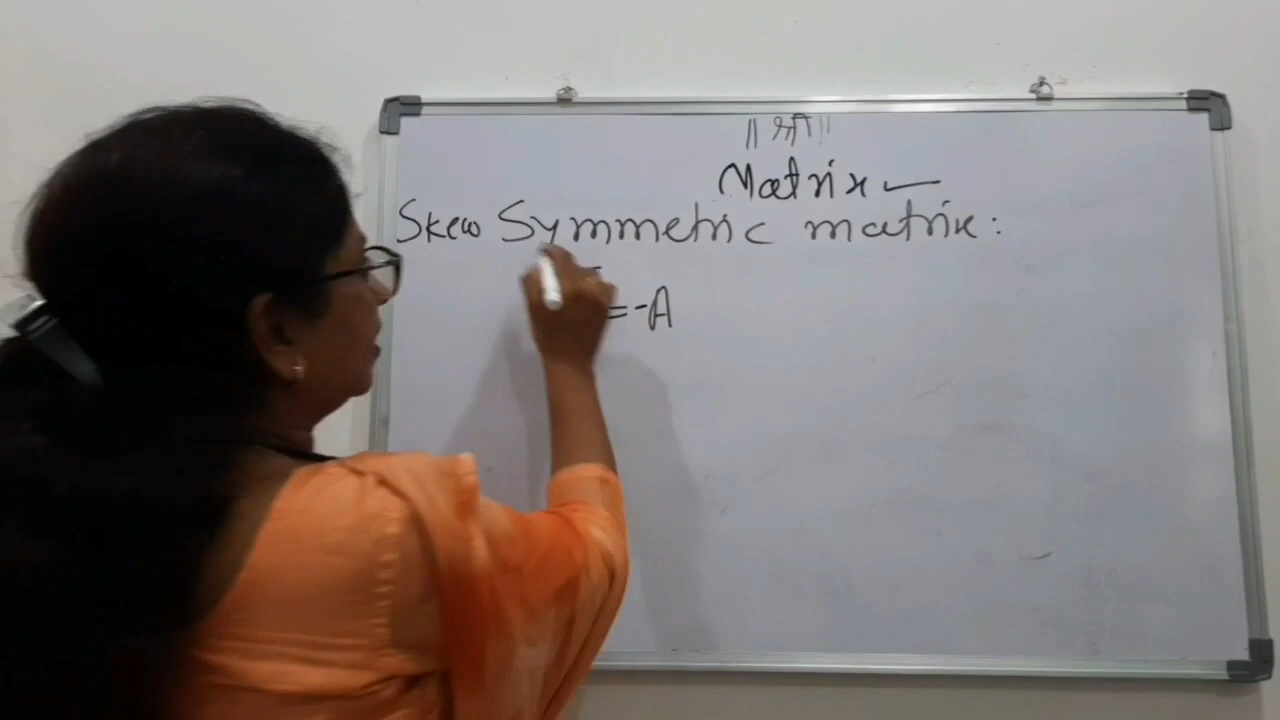 ॥ श्री ॥
Matrix
Skew Symmetric matrix:
= -A